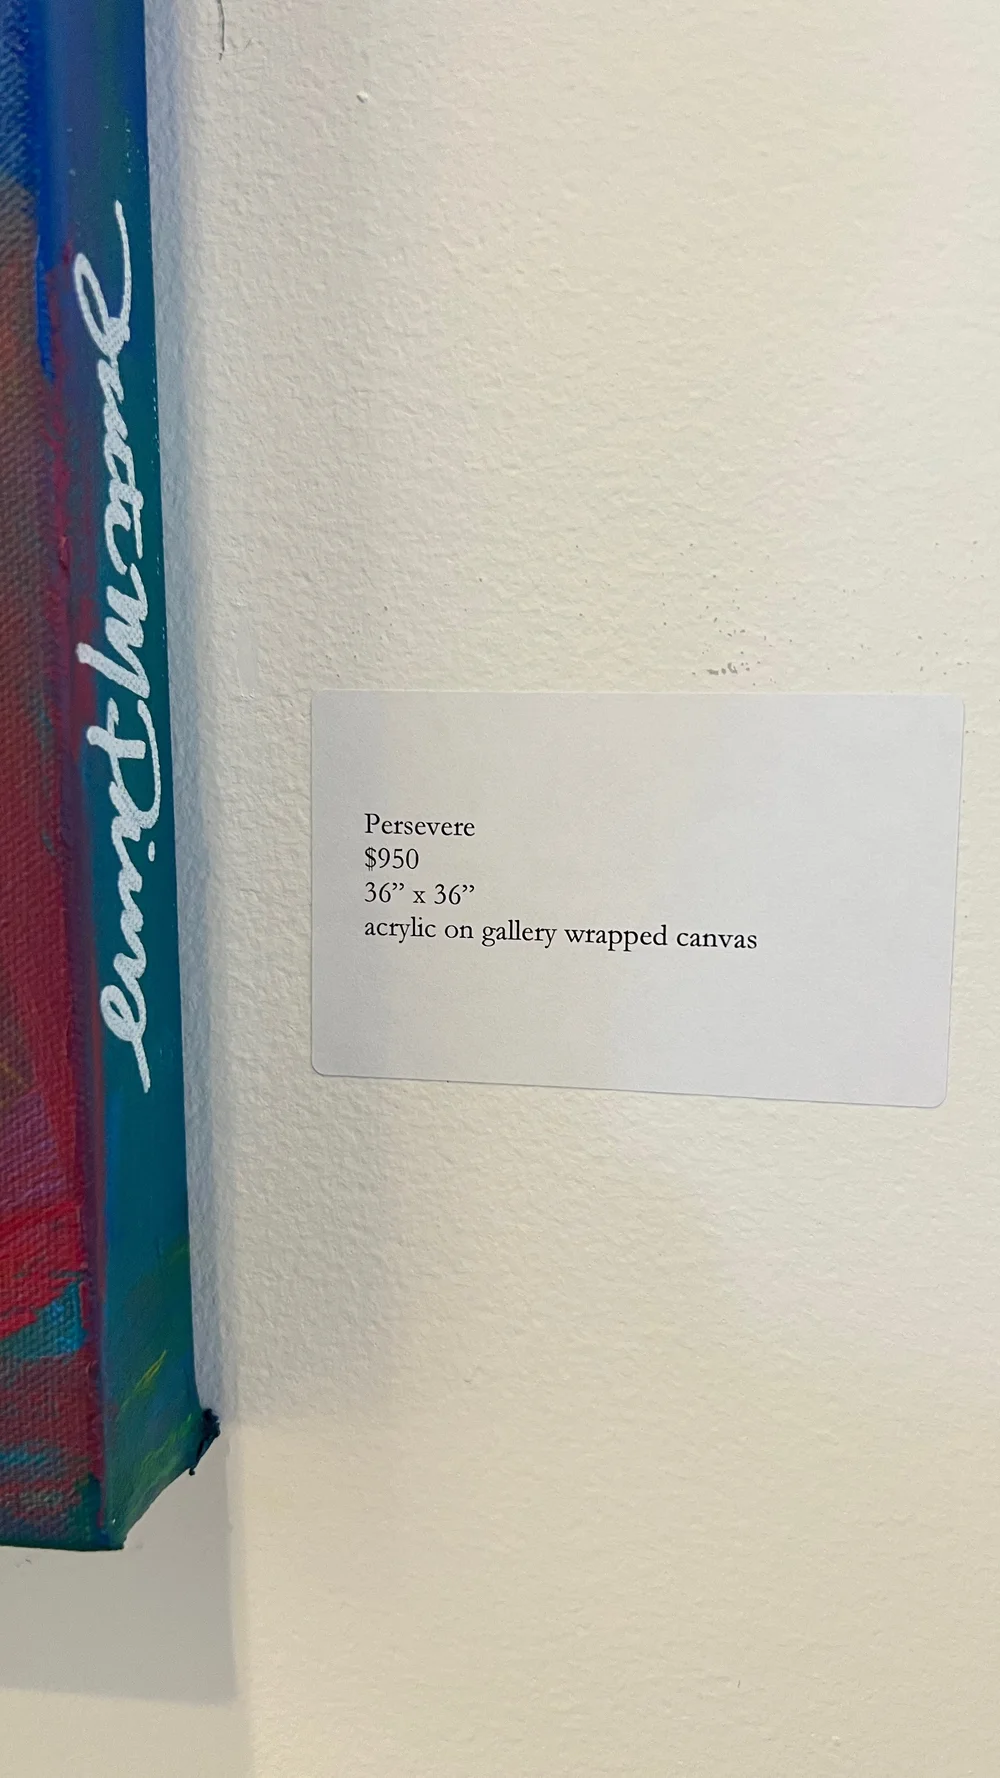 Persevere
$950
36” x 36”
acrylic on gallery wrapped canvas